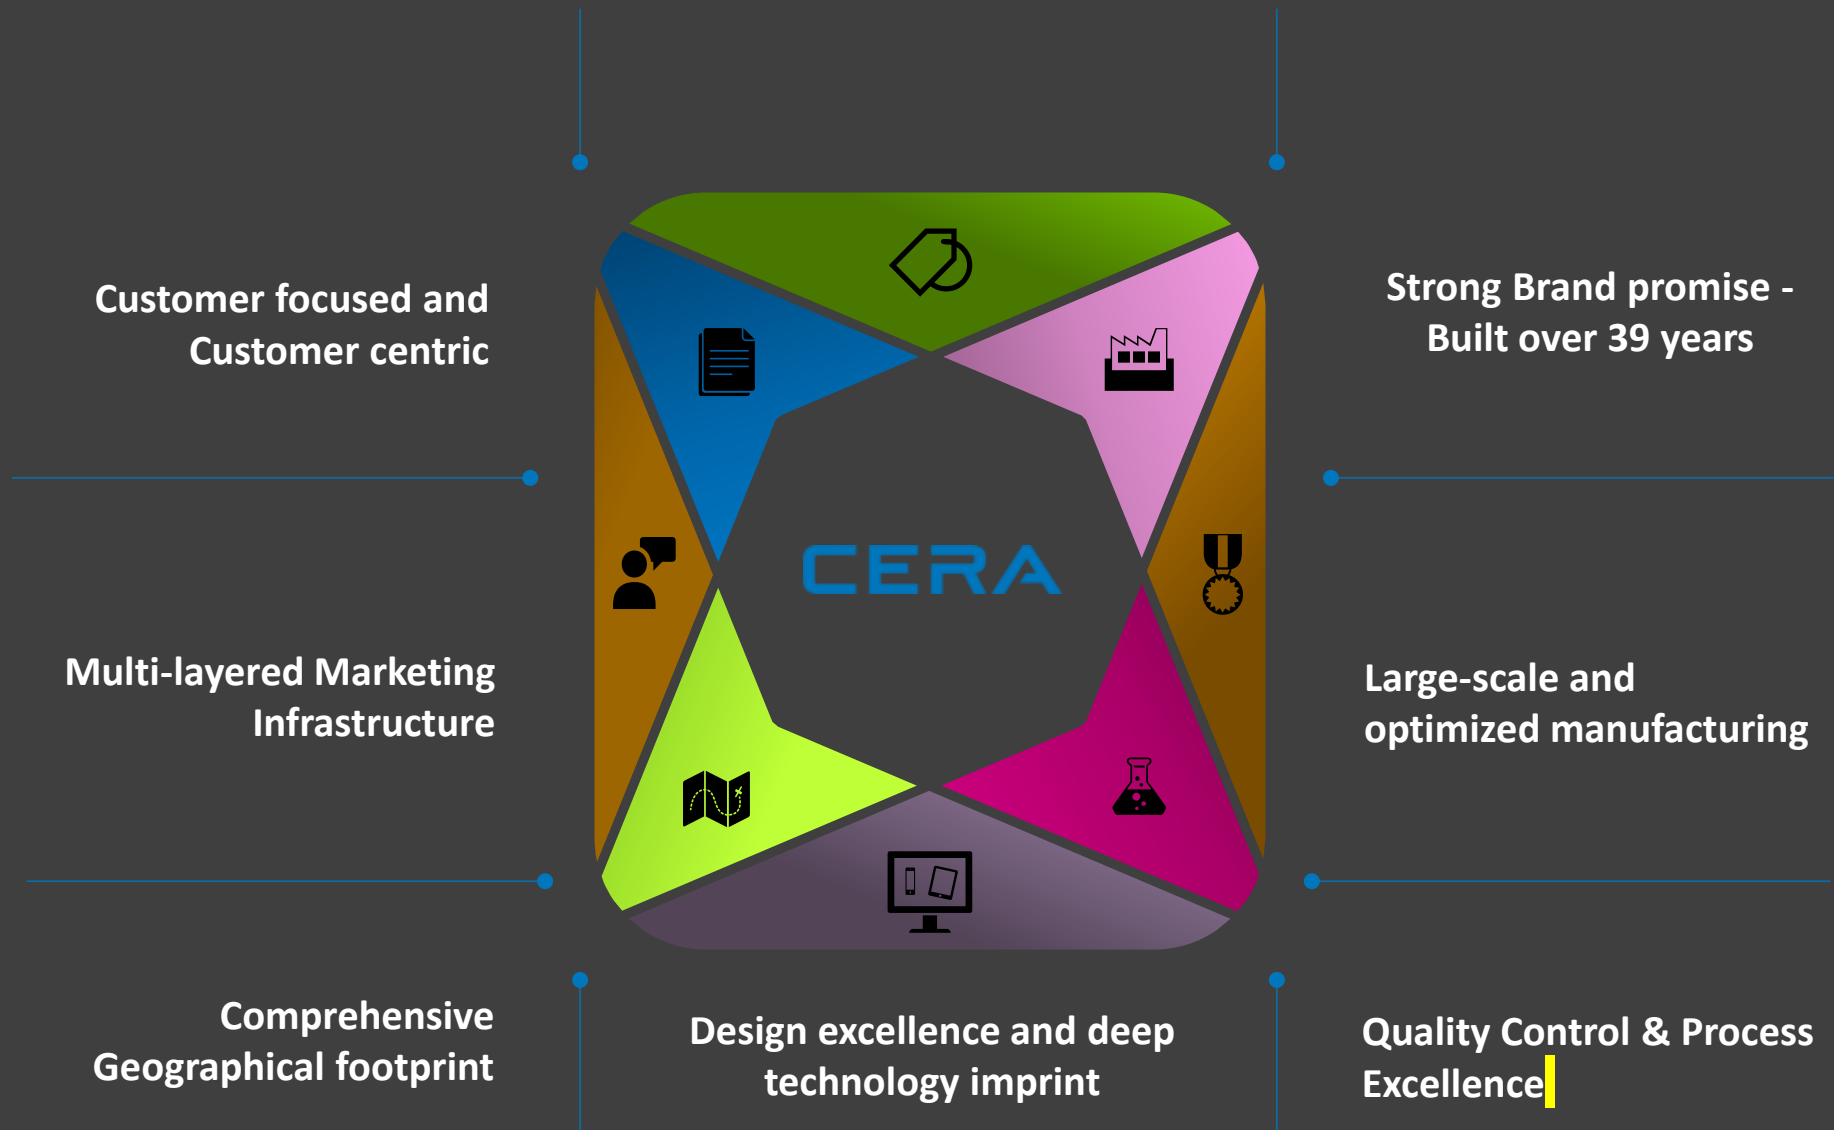 Customer focused and
Customer centric
Strong Brand promise -
Built over 39 years
CERA
Multi-layered Marketing
Infrastructure
Large-scale and
optimized manufacturing
Comprehensive
Geographical footprint
Design excellence and deep
technology imprint
Quality Control & Process
Excellence